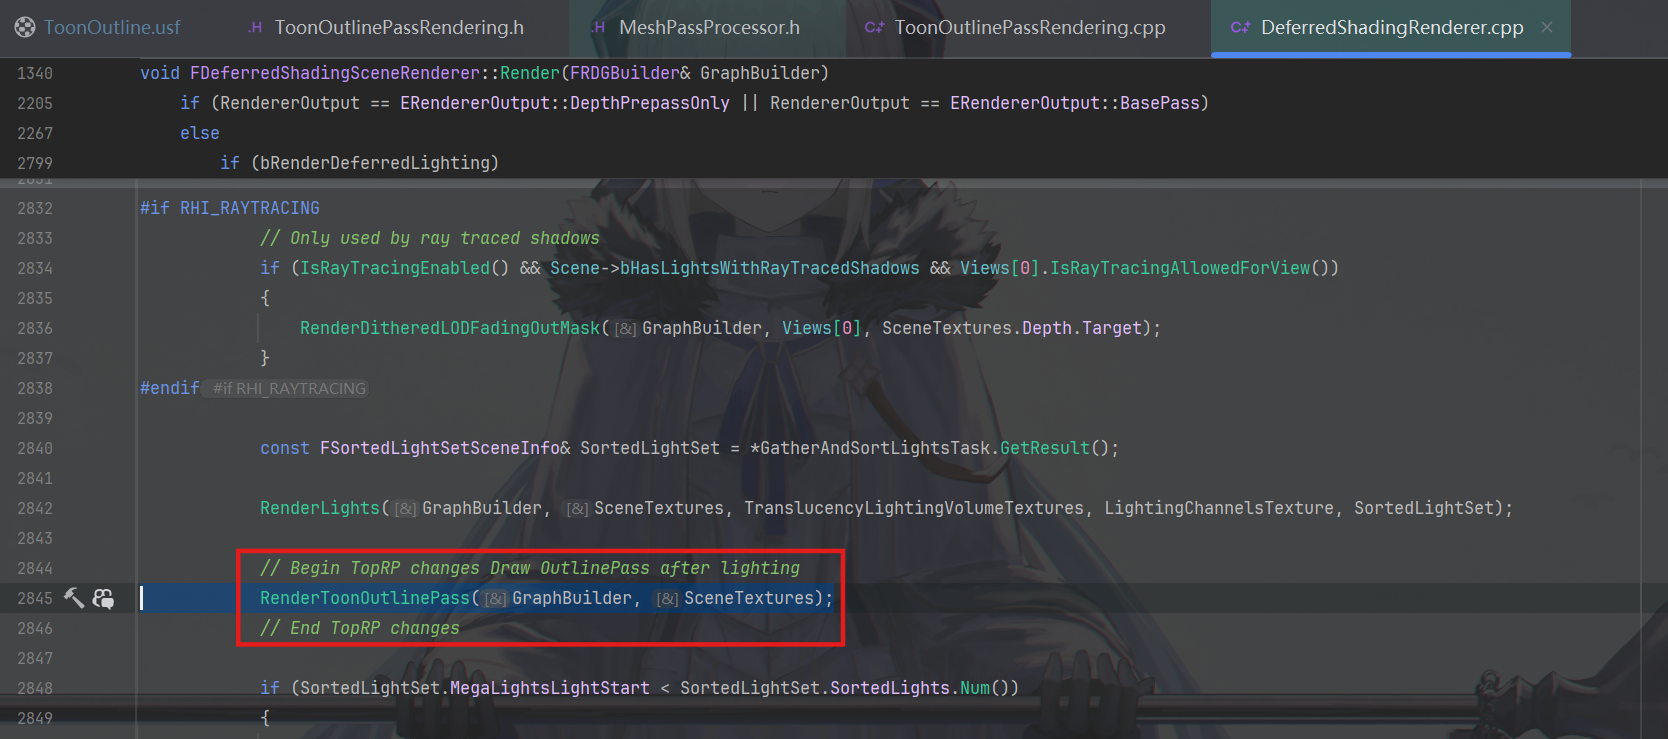 ToonOutline.usf .H ToonOutlinePassRendering.h .H MeshPassProcessor.h C+ ToonOutlinePassRendering.cpp C+ DeferredShadingRenderer.cpp ×
1340 void FDeferredShadingSceneRenderer::Render(FRDGBuilder& GraphBuilder)
2205 if (RendererOutput == ERendererOutput::DepthPrepassOnly || RendererOutput == ERendererOutput::BasePass)
2267 else
2799 if (bRenderDeferredLighting)
2831
2832 #if RHI_RAYTRACING
2833 // Only used by ray traced shadows
2834 if (IsRayTracingEnabled() && Scene->bHasLightsWithRayTracedShadows && Views[0].IsRayTracingAllowedForView())
2835 {
2836 RenderDitheredLODFadingOutMask([&]GraphBuilder, Views[0], SceneTextures.Depth.Target);
2837 }
2838 #endif #if RHI_RAYTRACING
2839
2840 const FSortedLightSetSceneInfo& SortedLightSet = *GatherAndSortLightsTask.GetResult();
2841
2842 RenderLights([&]GraphBuilder, [&]SceneTextures, TranslucencyLightingVolumeTextures, LightingChannelsTexture, SortedLightSet);
2843
2844 // Begin TopRP changes Draw OutlinePass after lighting
2845 RenderToonOutlinePass([&]GraphBuilder, [&]SceneTextures);
2846 // End TopRP changes
2847
2848 if (SortedLightSet.MegaLightsLightStart < SortedLightSet.SortedLights.Num())
2849 {